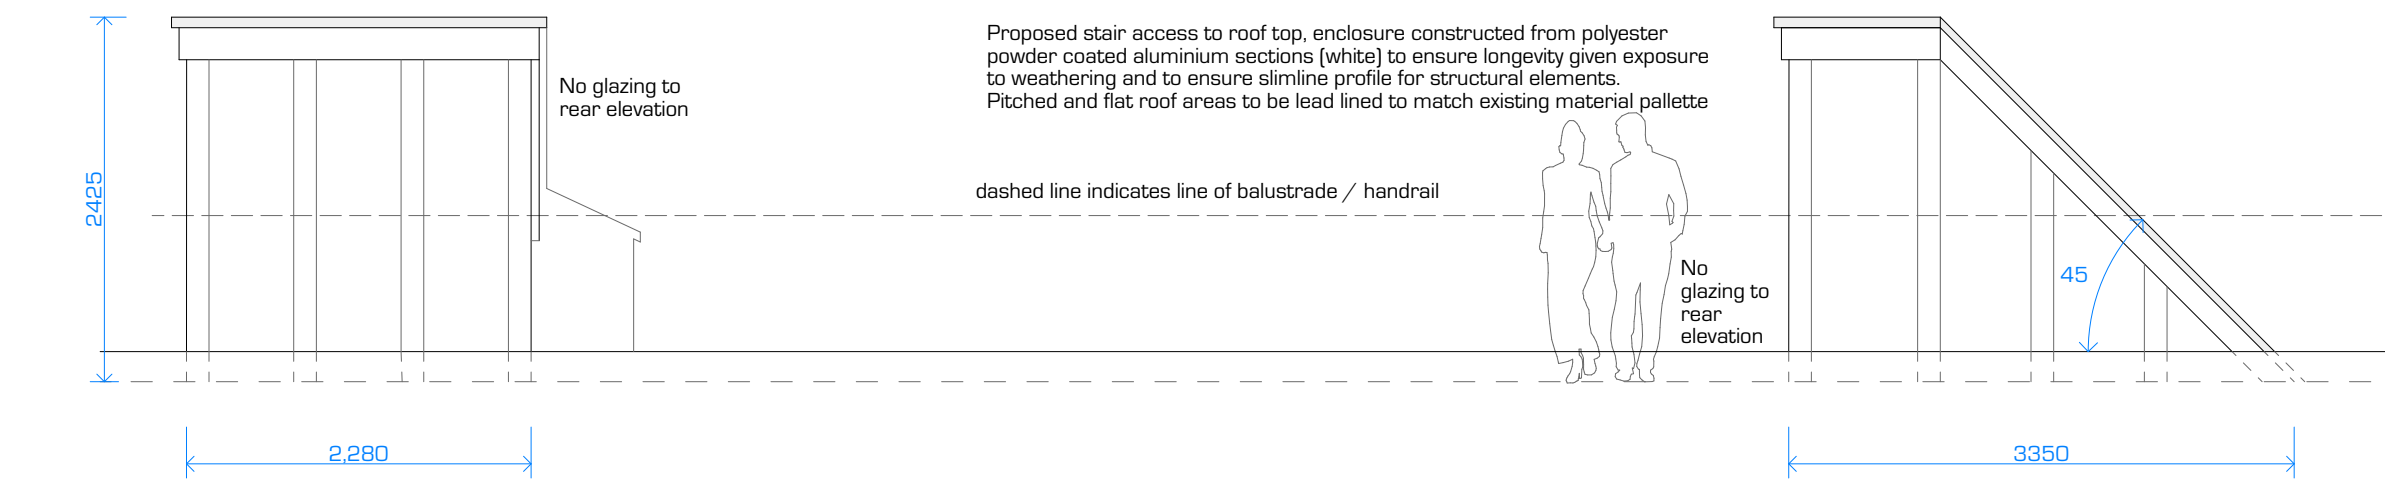 Proposed stair access to roof top, enclosure constructed from polyester
powder coated aluminium sections (white) to ensure longevity given exposure
to weathering and to ensure slimline profile for structural elements.
Pitched and flat roof areas to be lead lined to match existing material pallette
No glazing to
rear elevation
2425
dashed line indicates line of balustrade / handrail
No
glazing to
rear
elevation
45
2,280
3350